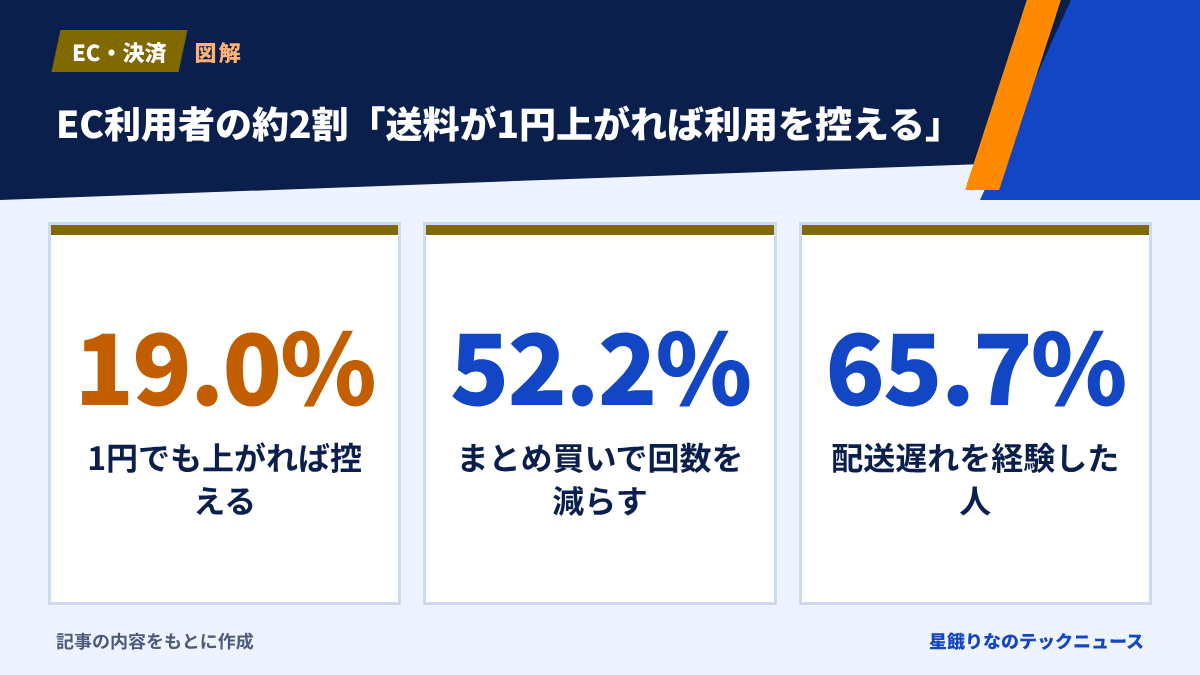 EC・決済 図解
EC利用者の約2割「送料が1円上がれば利用を控える」
19.0%
1円でも上がれば控
える
52.2%
まとめ買いで回数を
減らす
65.7%
配送遅れを経験した
人
記事の内容をもとに作成
星餓りなのテックニュース